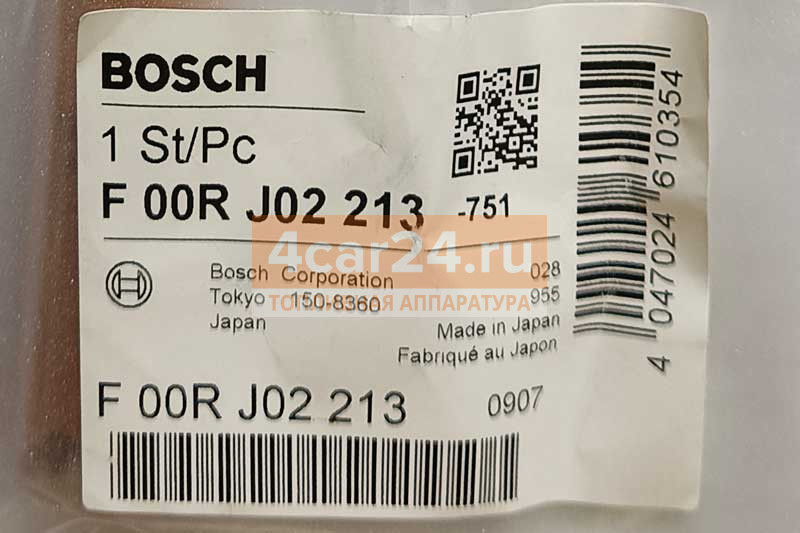 BOSCH
1 St/Pc
F 00R J02 213 -751
4car24.ru
ТОПЛИВНАЯ АППАРАТУРА
Bosch Corporation 028
Tokyo 150-8360 955
Japan Made in Japan
Fabriqué au Japon
F 00R J02 213 0907
4 047024 610354